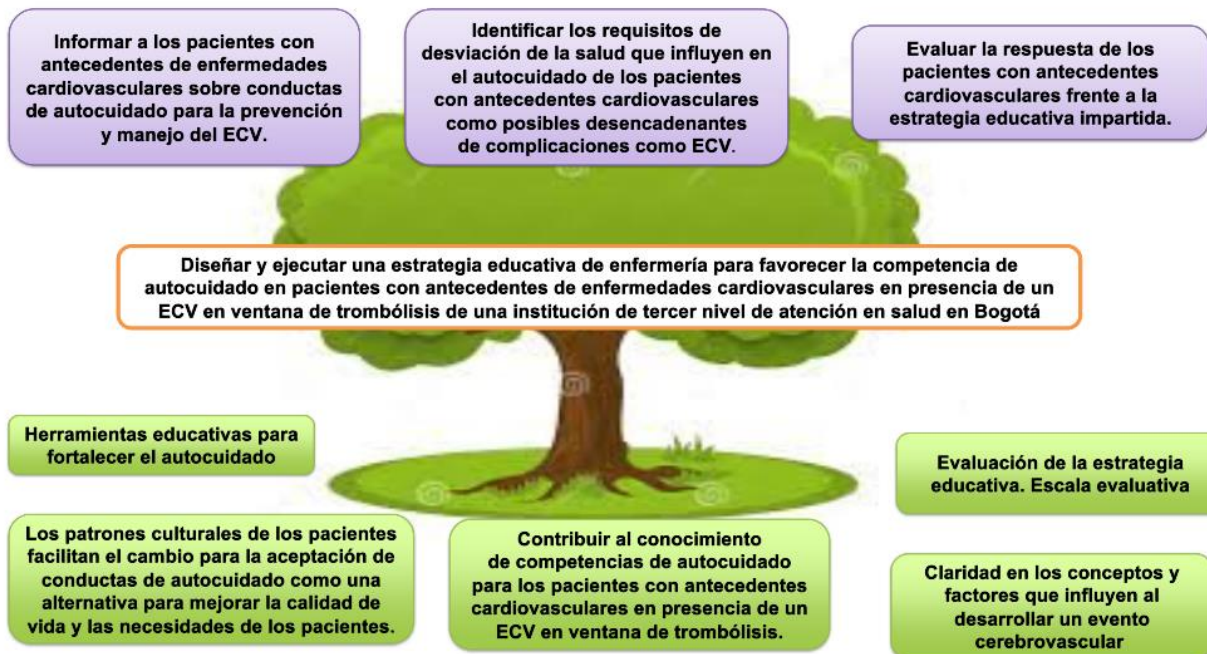 Informar a los pacientes con
antecedentes de enfermedades
cardiovasculares sobre conductas
de autocuidado para la prevención
y manejo del ECV.
Identificar los requisitos de
desviación de la salud que influyen en
el autocuidado de los pacientes
con antecedentes cardiovasculares
como posibles desencadenantes
de complicaciones como ECV.
Evaluar la respuesta de los
pacientes con antecedentes
cardiovasculares frente a la
estrategia educativa impartida.
Diseñar y ejecutar una estrategia educativa de enfermería para favorecer la competencia de
autocuidado en pacientes con antecedentes de enfermedades cardiovasculares en presencia de un
ECV en ventana de trombólisis de una institución de tercer nivel de atención en salud en Bogotá
Herramientas educativas para
fortalecer el autocuidado
Evaluación de la estrategia
educativa. Escala evaluativa
Los patrones culturales de los pacientes
facilitan el cambio para la aceptación de
conductas de autocuidado como una
alternativa para mejorar la calidad de
vida y las necesidades de los pacientes.
Contribuir al conocimiento
de competencias de autocuidado
para los pacientes con antecedentes
cardiovasculares en presencia de un
ECV en ventana de trombólisis.
Claridad en los conceptos y
factores que influyen al
desarrollar un evento
cerebrovascular